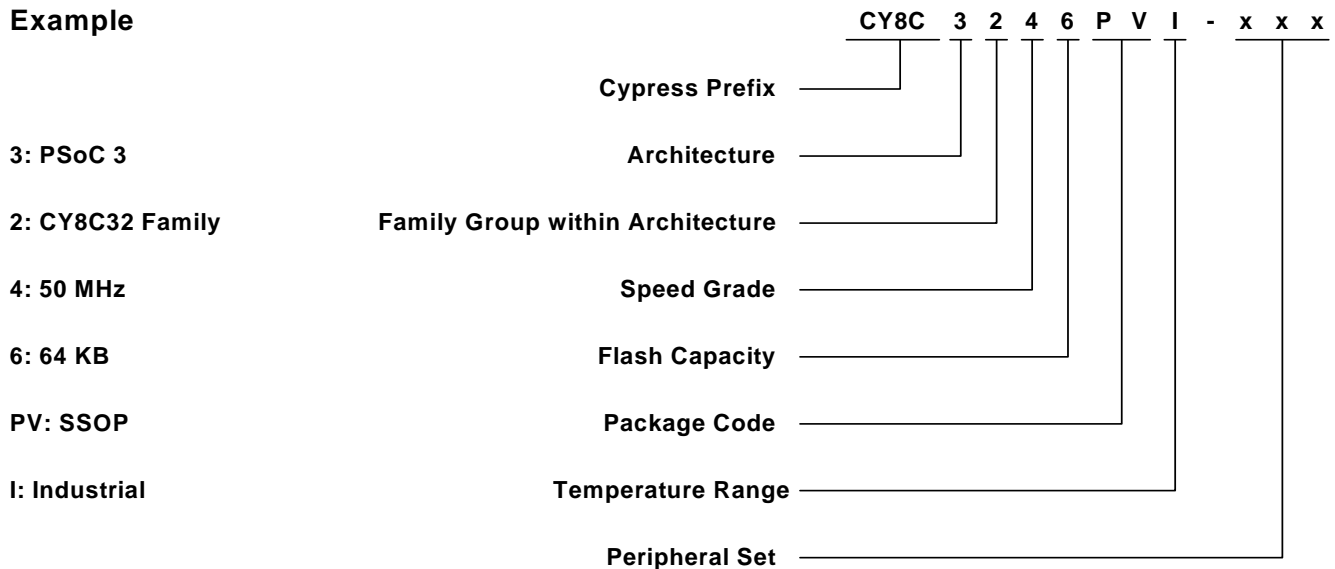 Example CY8C 3 2 4 6 P V I - x x x
Cypress Prefix
3: PSoC 3 Architecture
2: CY8C32 Family Family Group within Architecture
4: 50 MHz Speed Grade
6: 64 KB Flash Capacity
PV: SSOP Package Code
I: Industrial Temperature Range
Peripheral Set